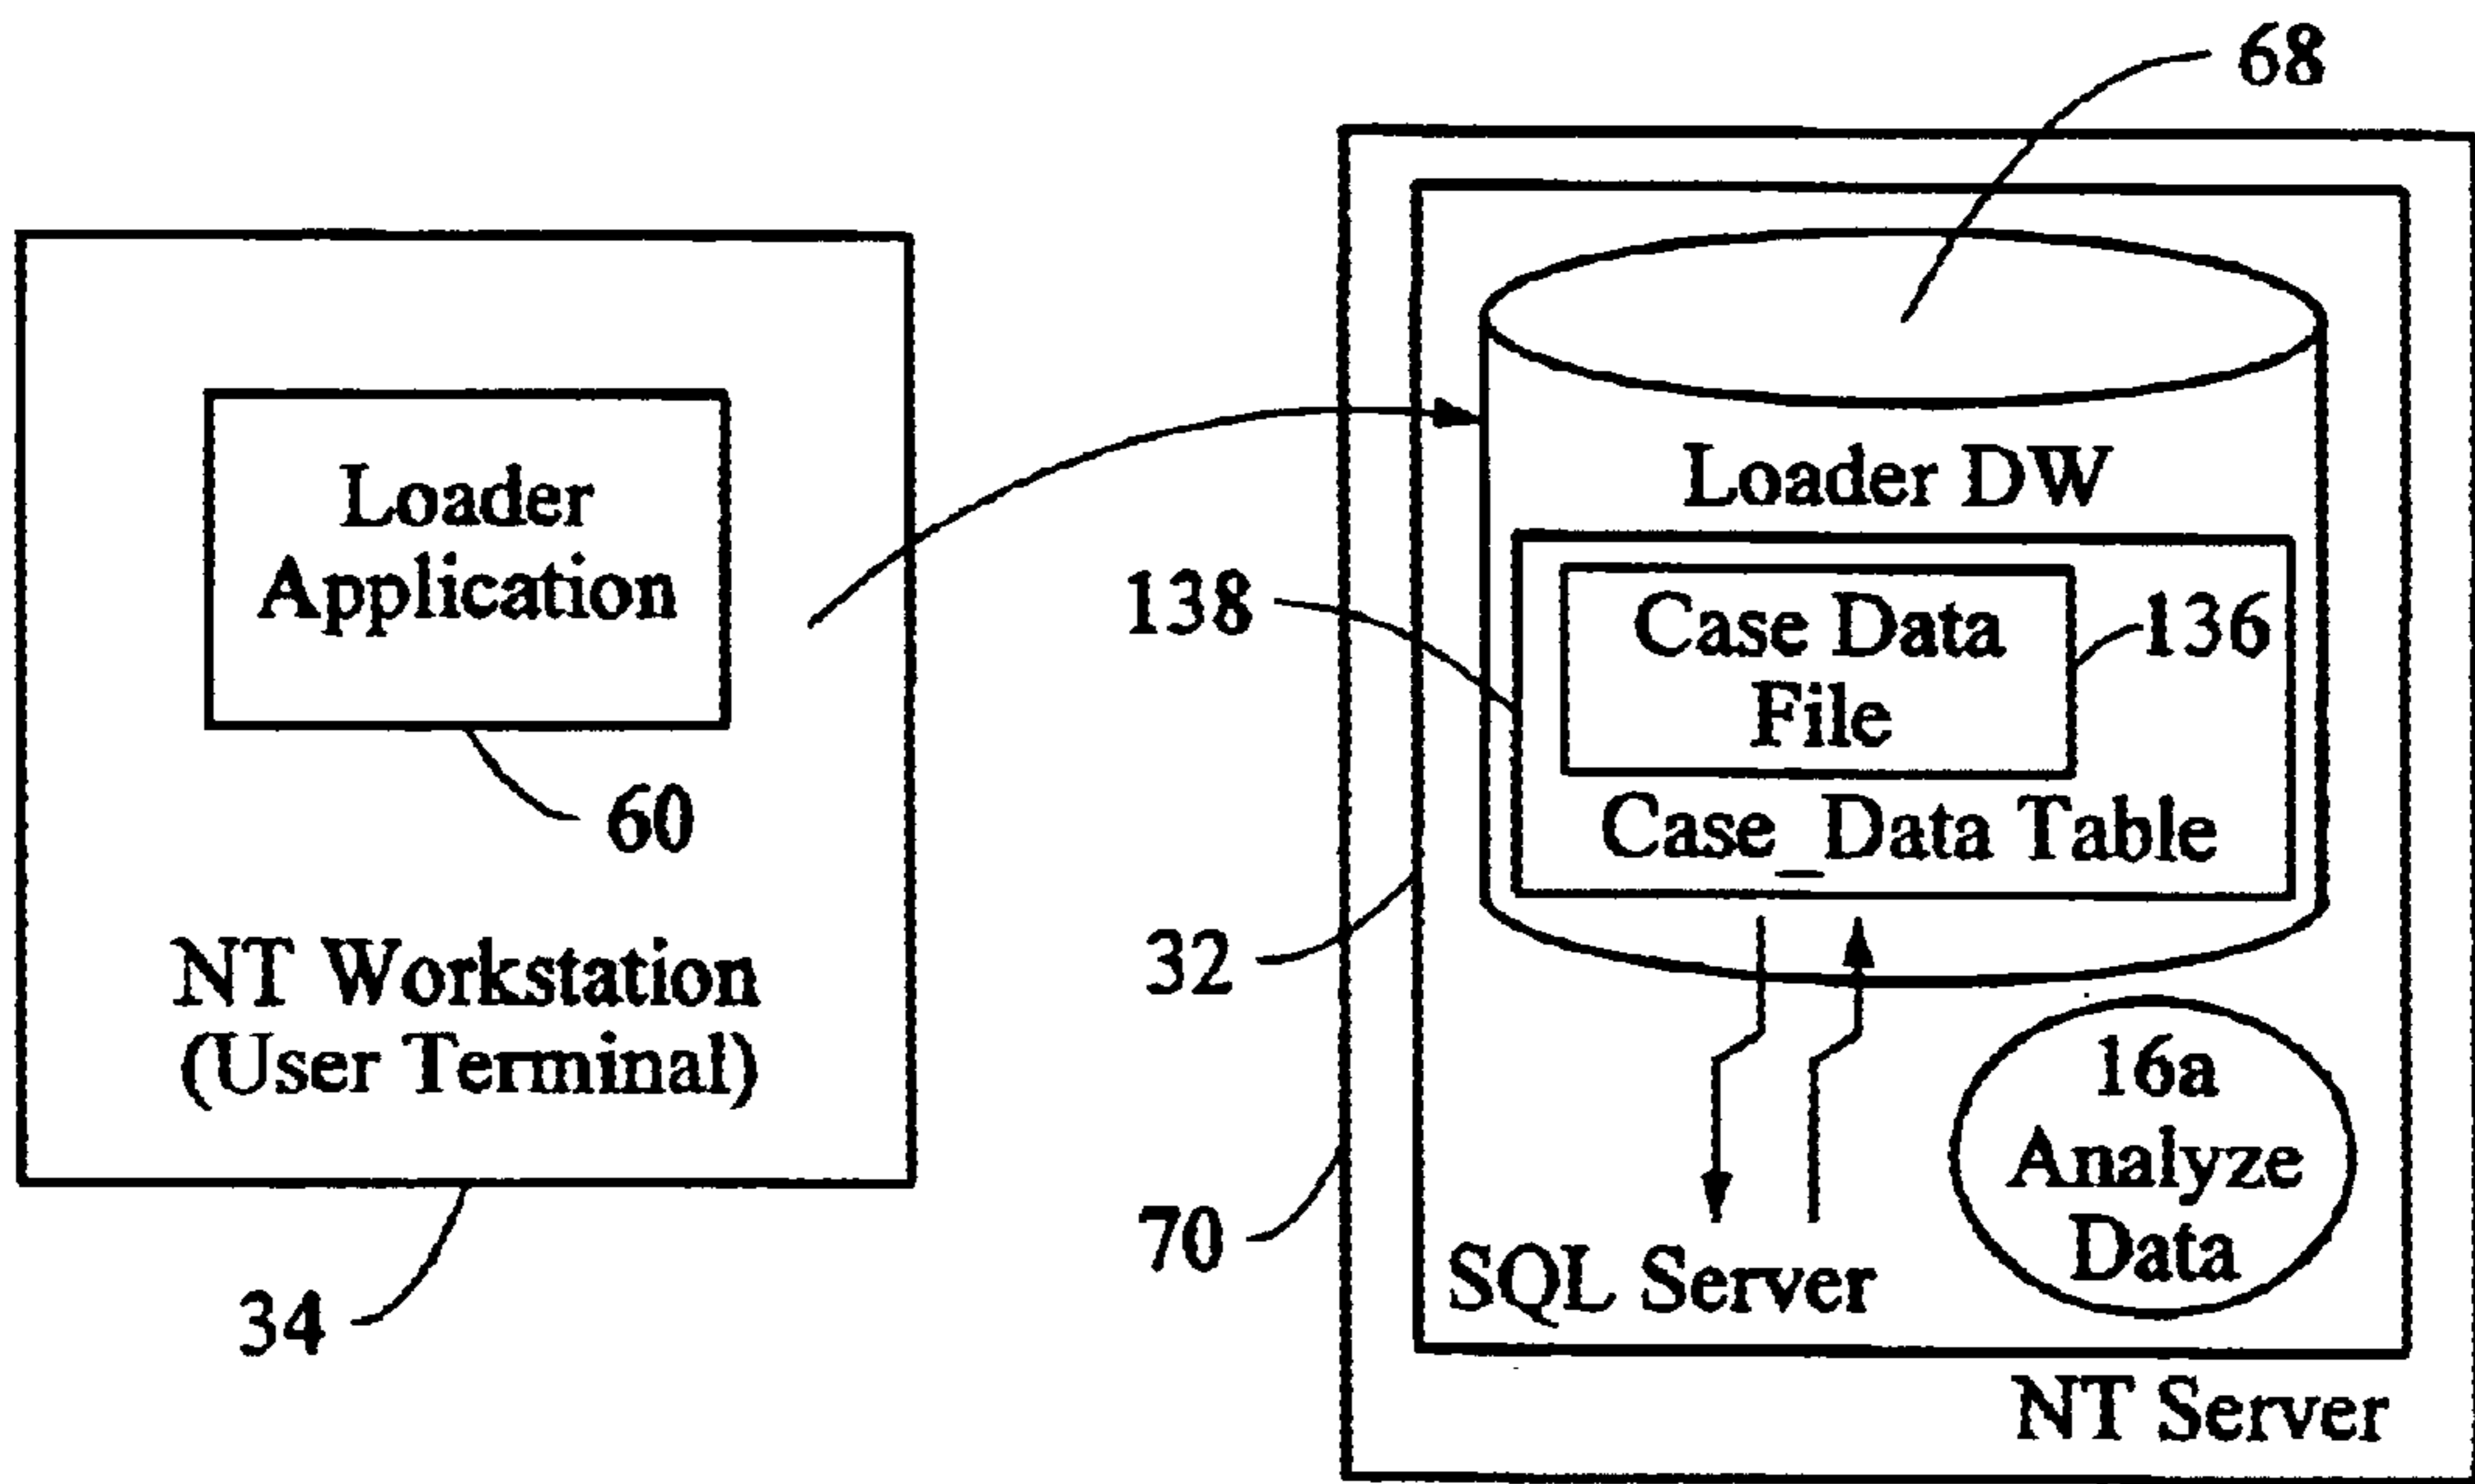 68
Loader
Application
60
NT Workstation
(User Terminal)
34
Loader DW
138
Case Data
File
136
Case_Data Table
32
70
16a
Analyze
Data
SQL Server
NT Server